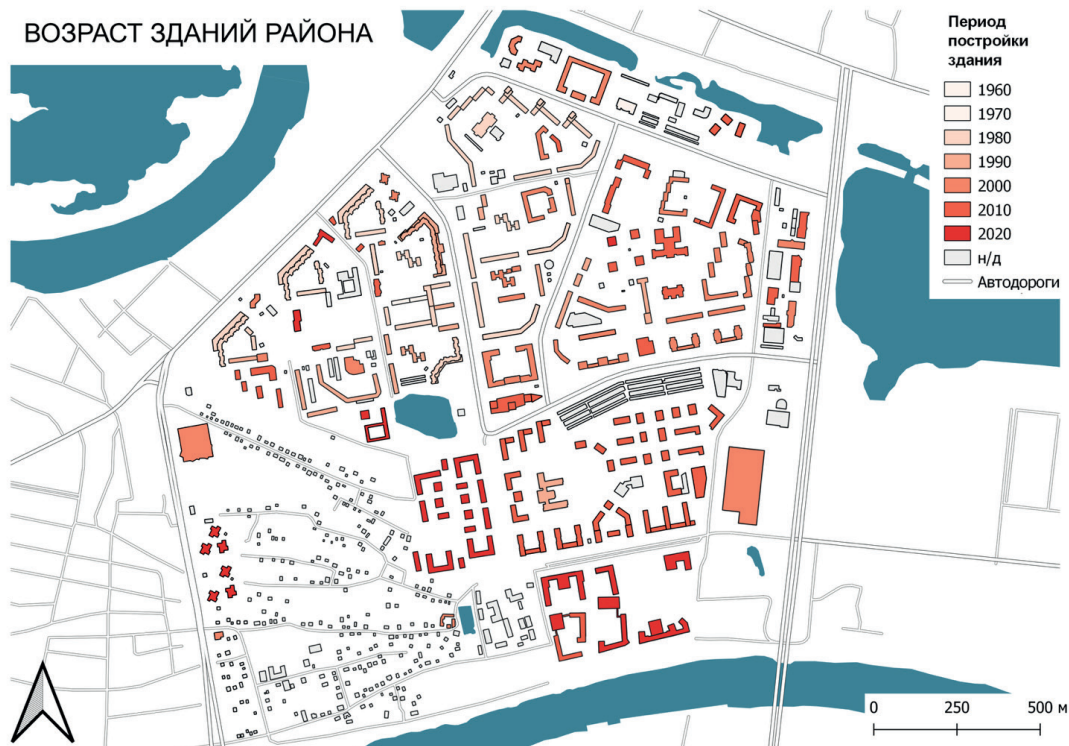 ВОЗРАСТ ЗДАНИЙ РАЙОНА
Период
постройки
здания
1960
1970
1980
1990
2000
2010
2020
н/д
Автодороги
0 250 500 м